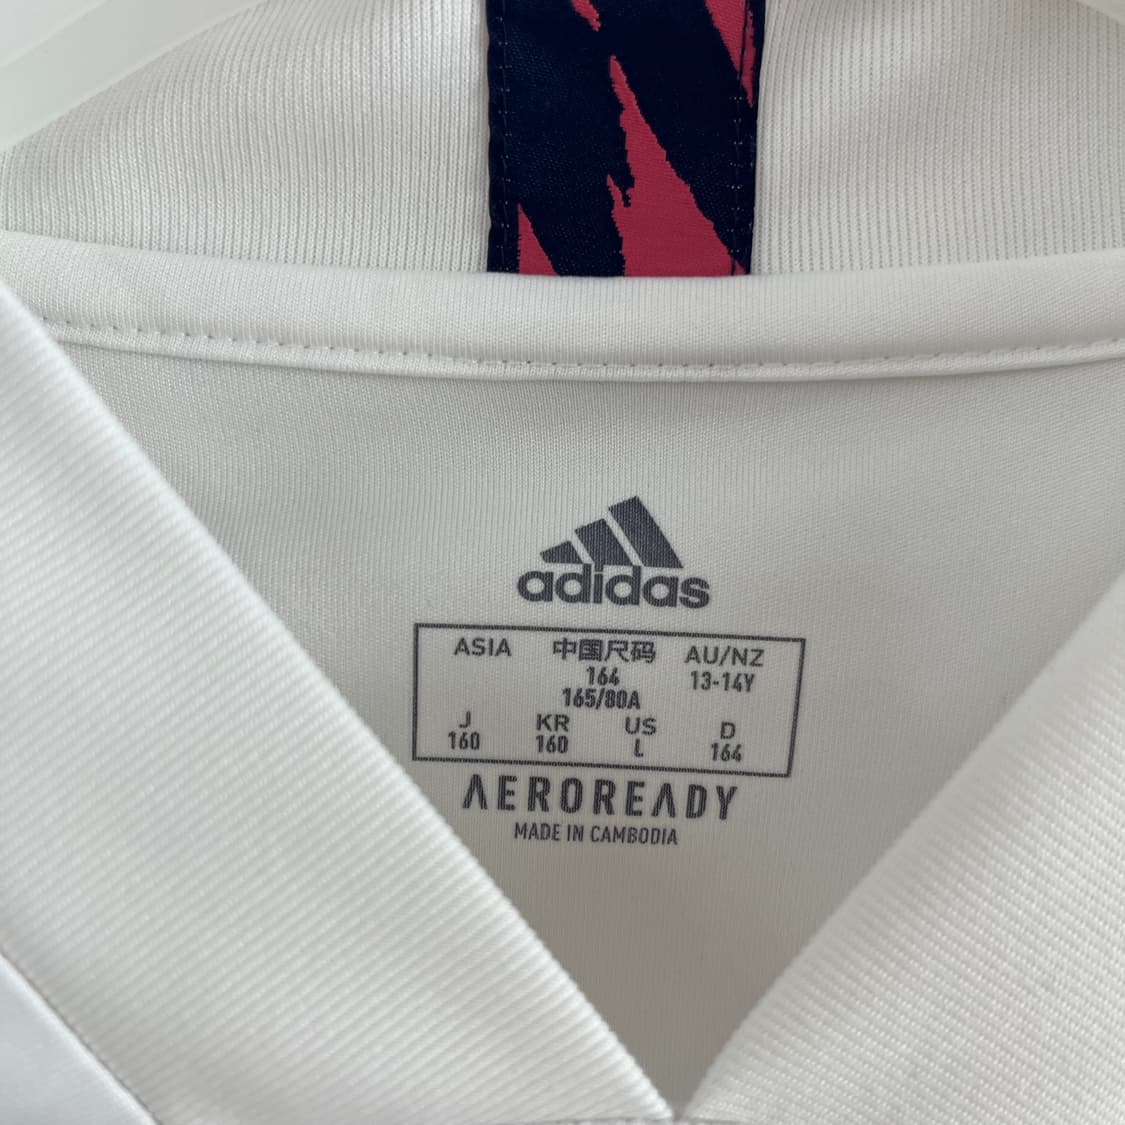 adidas
ASIA 中国尺码 AU/NZ
164 13-14Y
165/80A
J KR US D
160 160 L 164
AEROREADY
MADE IN CAMBODIA